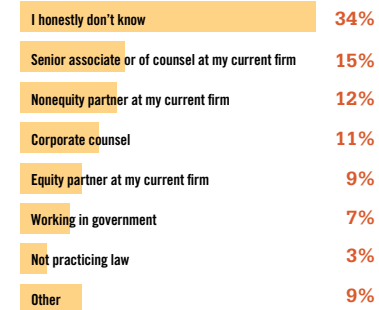 I honestly don't know 34%
Senior associate or of counsel at my current firm 15%
Nonequity partner at my current firm 12%
Corporate counsel 11%
Equity partner at my current firm 9%
Working in government 7%
Not practicing law 3%
Other 9%